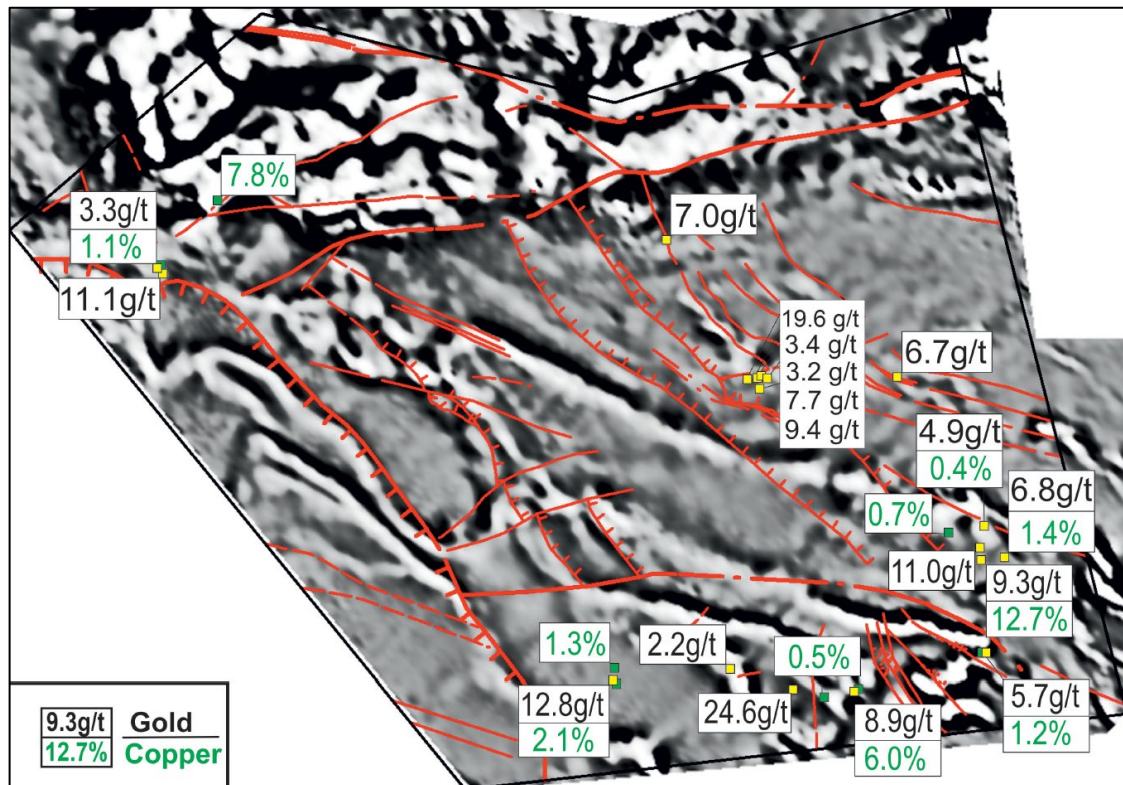 7.8%
3.3g/t
1.1%
11.1g/t
7.0g/t
19.6 g/t
3.4 g/t
3.2 g/t
7.7 g/t
9.4 g/t
6.7g/t
4.9g/t
0.4%
6.8g/t
1.4%
0.7%
11.0g/t
9.3g/t
12.7%
1.3%
2.2g/t
0.5%
12.8g/t
2.1%
24.6g/t
8.9g/t
6.0%
5.7g/t
1.2%
9.3g/t Gold
12.7% Copper